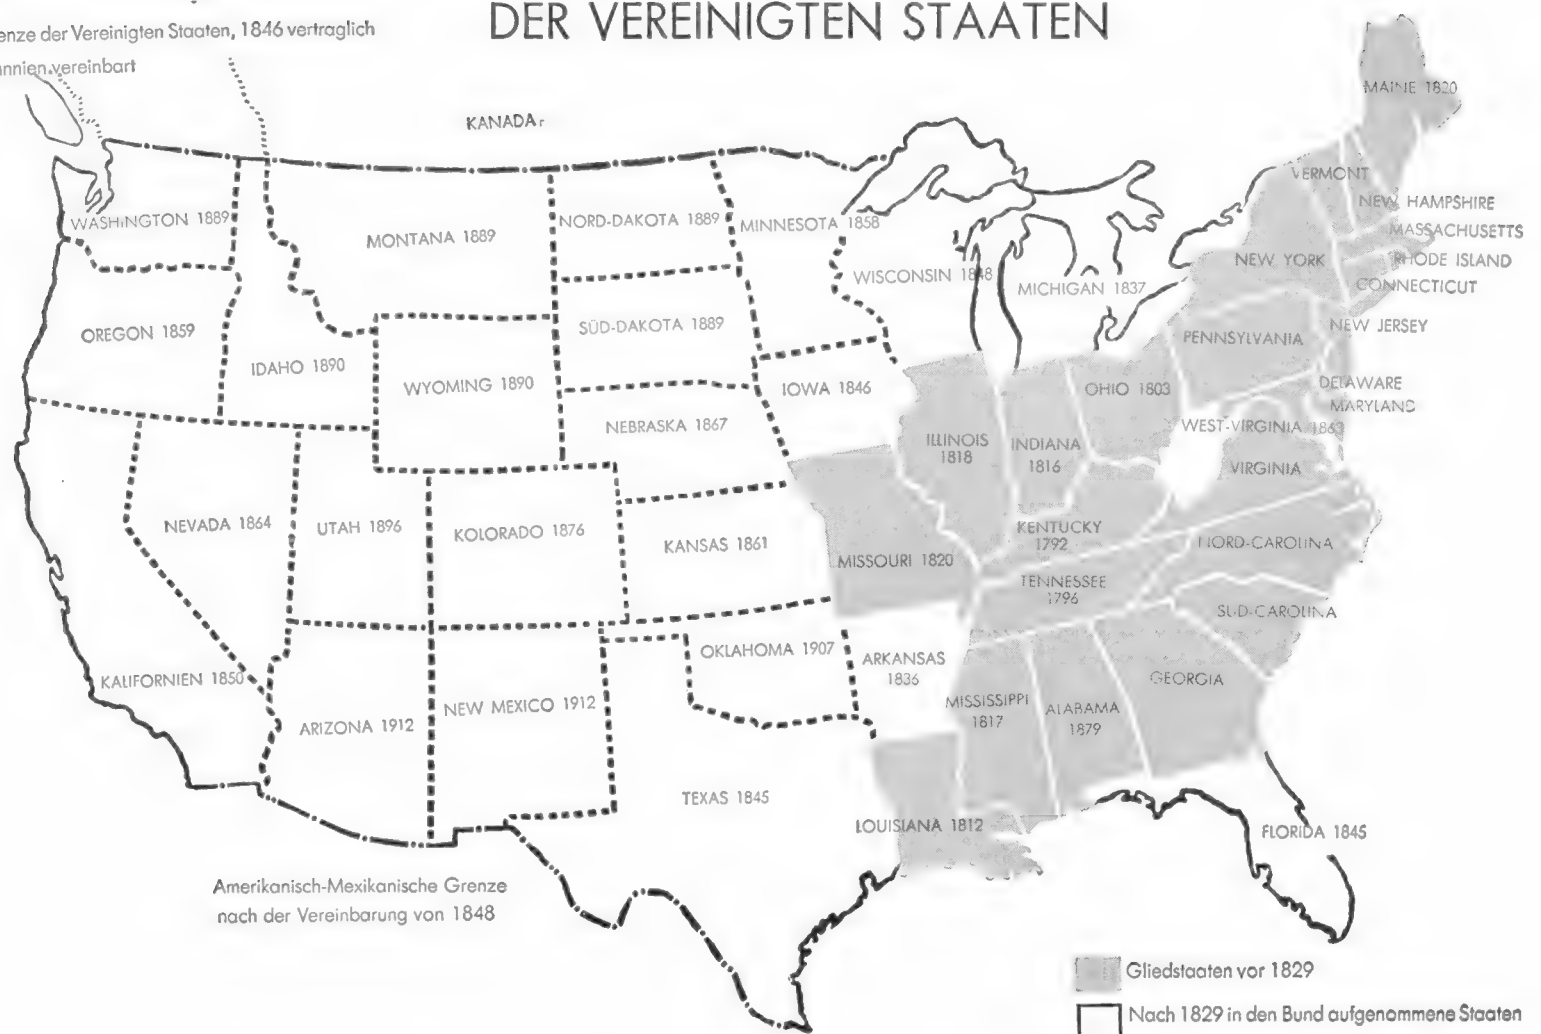 DER VEREINIGTEN STAATEN
enze der Vereinigten Staaten, 1846 vertraglich
annien vereinbart
KANADA
MAINE 1820
VERMONT
NEW HAMPSHIRE
MASSACHUSETTS
RHODE ISLAND
CONNECTICUT
NEW YORK
NEW JERSEY
PENNSYLVANIA
DELAWARE
MARYLAND
WASHINGTON 1889
MONTANA 1889
NORD-DAKOTA 1889
MINNESOTA 1858
WISCONSIN 1848
MICHIGAN 1837
OREGON 1859
IDAHO 1890
WYOMING 1890
SÜD-DAKOTA 1889
IOWA 1846
NEBRASKA 1867
ILLINOIS
1818
INDIANA
1816
OHIO 1803
WEST-VIRGINIA 1863
VIRGINIA
NEVADA 1864
UTAH 1896
KOLORADO 1876
KANSAS 1861
MISSOURI 1820
KENTUCKY
1792
TENNESSEE
1796
NORD-CAROLINA
SÜD-CAROLINA
KALIFORNIEN 1850
ARIZONA 1912
NEW MEXICO 1912
OKLAHOMA 1907
ARKANSAS
1836
MISSISSIPPI
1817
ALABAMA
1879
GEORGIA
TEXAS 1845
LOUISIANA 1812
FLORIDA 1845
Amerikanisch-Mexikanische Grenze
nach der Vereinbarung von 1848
Gliedstaaten vor 1829
Nach 1829 in den Bund aufgenommene Staaten